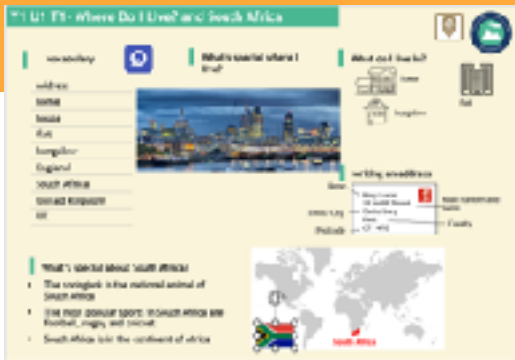 Y1 U1 T1- Where Do I Live? and South Africa
vocabulary
address
home
house
flat
bungalow
England
South Africa
United Kingdom
UK
What's special where I
live?
What do I live in?
house
flat
bungalow
writing an address
Postcode
County
What's special about South Africa?
The springbok is the national animal of
South Africa
The most popular sports in South Africa are
football, rugby, and cricket
South Africa is in the continent of Africa
South Africa